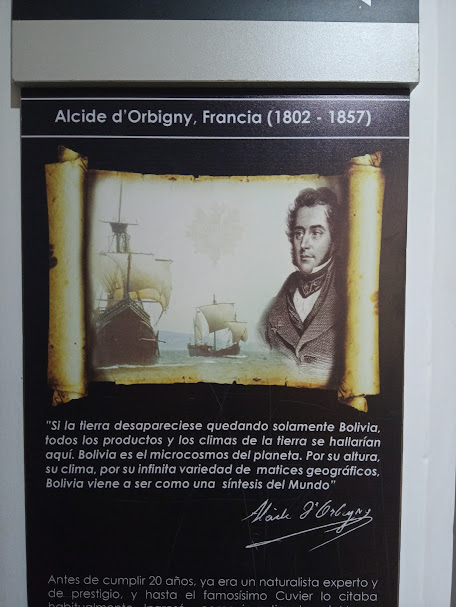 Alcide d'Orbigny, Francia (1802 - 1857)
"Si la tierra desapareciese quedando solamente Bolivia,
todos los productos y los climas de la tierra se hallarían
aquí. Bolivia es el microcosmos del planeta. Por su altura,
su clima, por su infinita variedad de matices geográficos,
Bolivia viene a ser como una síntesis del Mundo"
Alcide d'Orbigny
Antes de cumplir 20 años, ya era un naturalista experto y
de prestigio, y hasta el famosísimo Cuvier lo citaba
habitualmente.